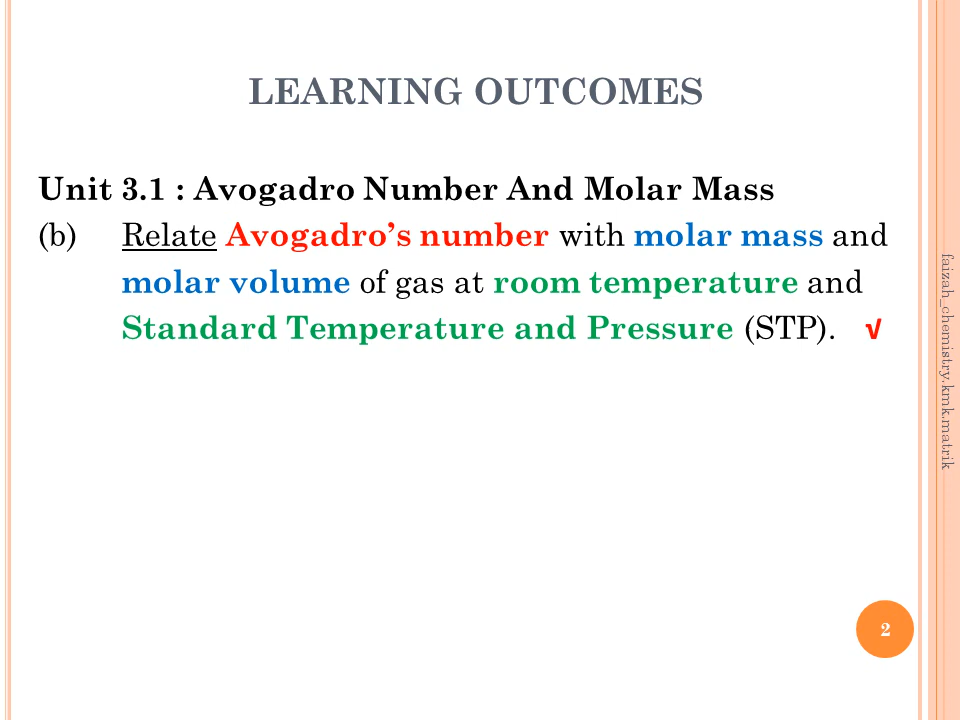 LEARNING OUTCOMES
Unit 3.1 : Avogadro Number And Molar Mass
(b) Relate Avogadro’s number with molar mass and
molar volume of gas at room temperature and
Standard Temperature and Pressure (STP). √
faizah_chemistry.kmk.matrik
2